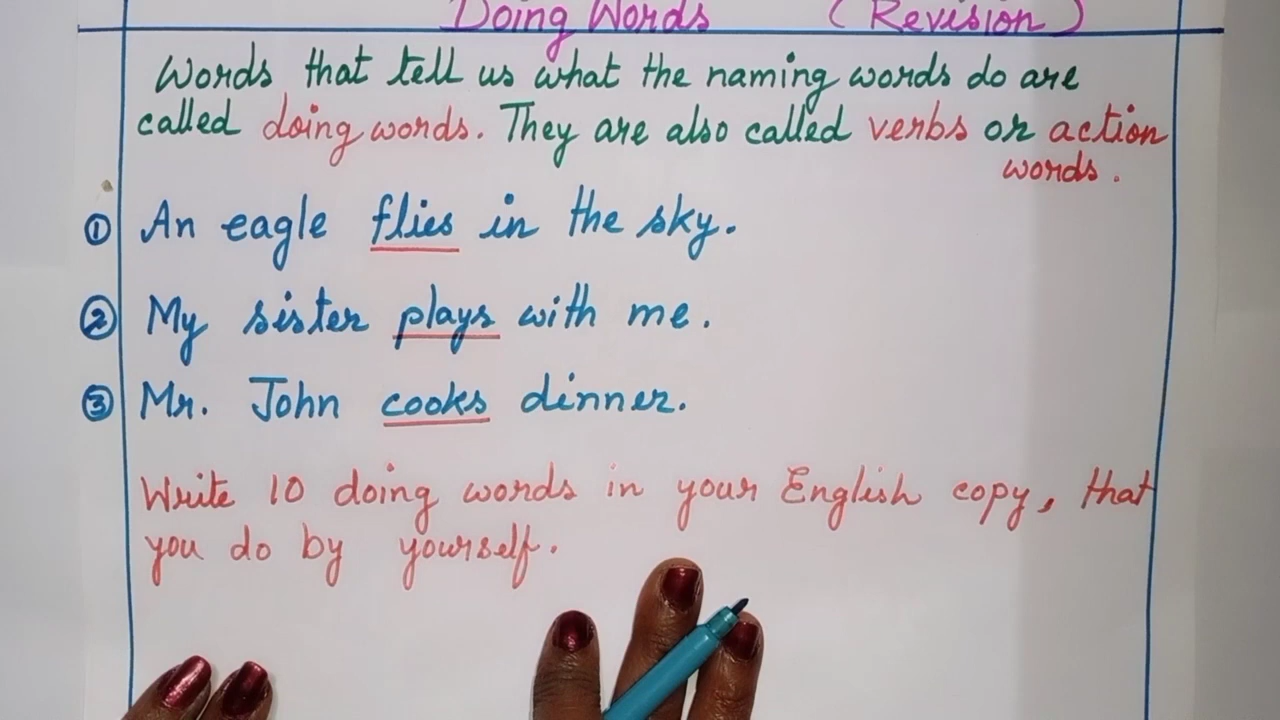 Doing Words (Revision)
Words that tell us what the naming words do are
called doing words. They are also called verbs or action
words.
① An eagle flies in the sky.
② My sister plays with me.
③ Mr. John cooks dinner.
Write 10 doing words in your English copy, that
you do by yourself.